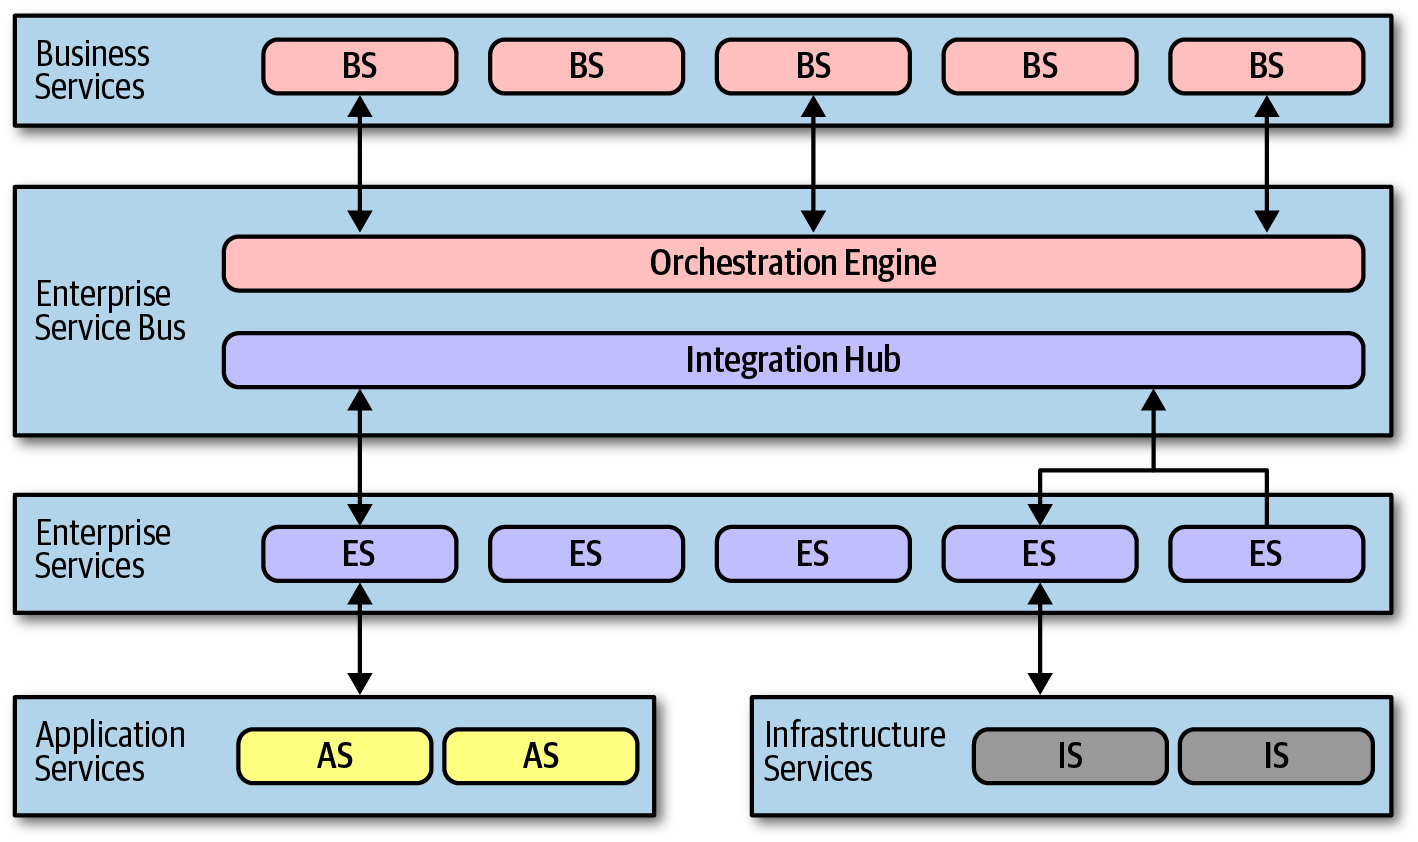 Business
Services
BS
BS
BS
BS
BS
Enterprise
Service Bus
Orchestration Engine
Integration Hub
Enterprise
Services
ES
ES
ES
ES
ES
Application
Services
AS
AS
Infrastructure
Services
IS
IS